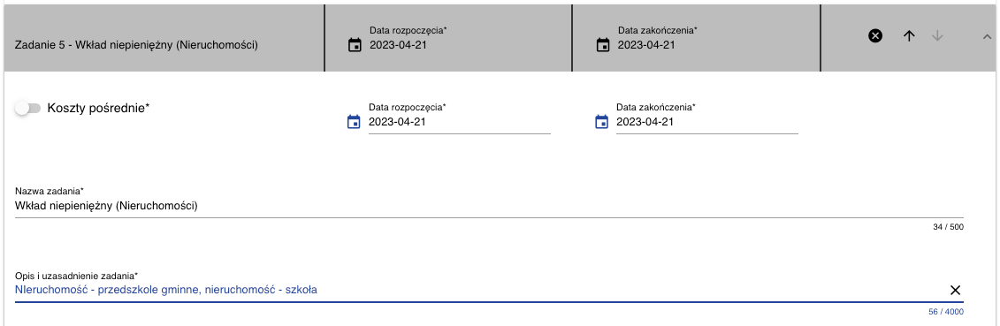 Zadanie 5 - Wkład niepieniężny (Nieruchomości)
Data rozpoczęcia*
2023-04-21
Data zakończenia*
2023-04-21
Koszty pośrednie*
Data rozpoczęcia*
2023-04-21
Data zakończenia*
2023-04-21
Nazwa zadania*
Wkład niepieniężny (Nieruchomości)
34 / 500
Opis i uzasadnienie zadania*
NIeruchomość - przedszkole gminne, nieruchomość - szkoła
56 / 4000